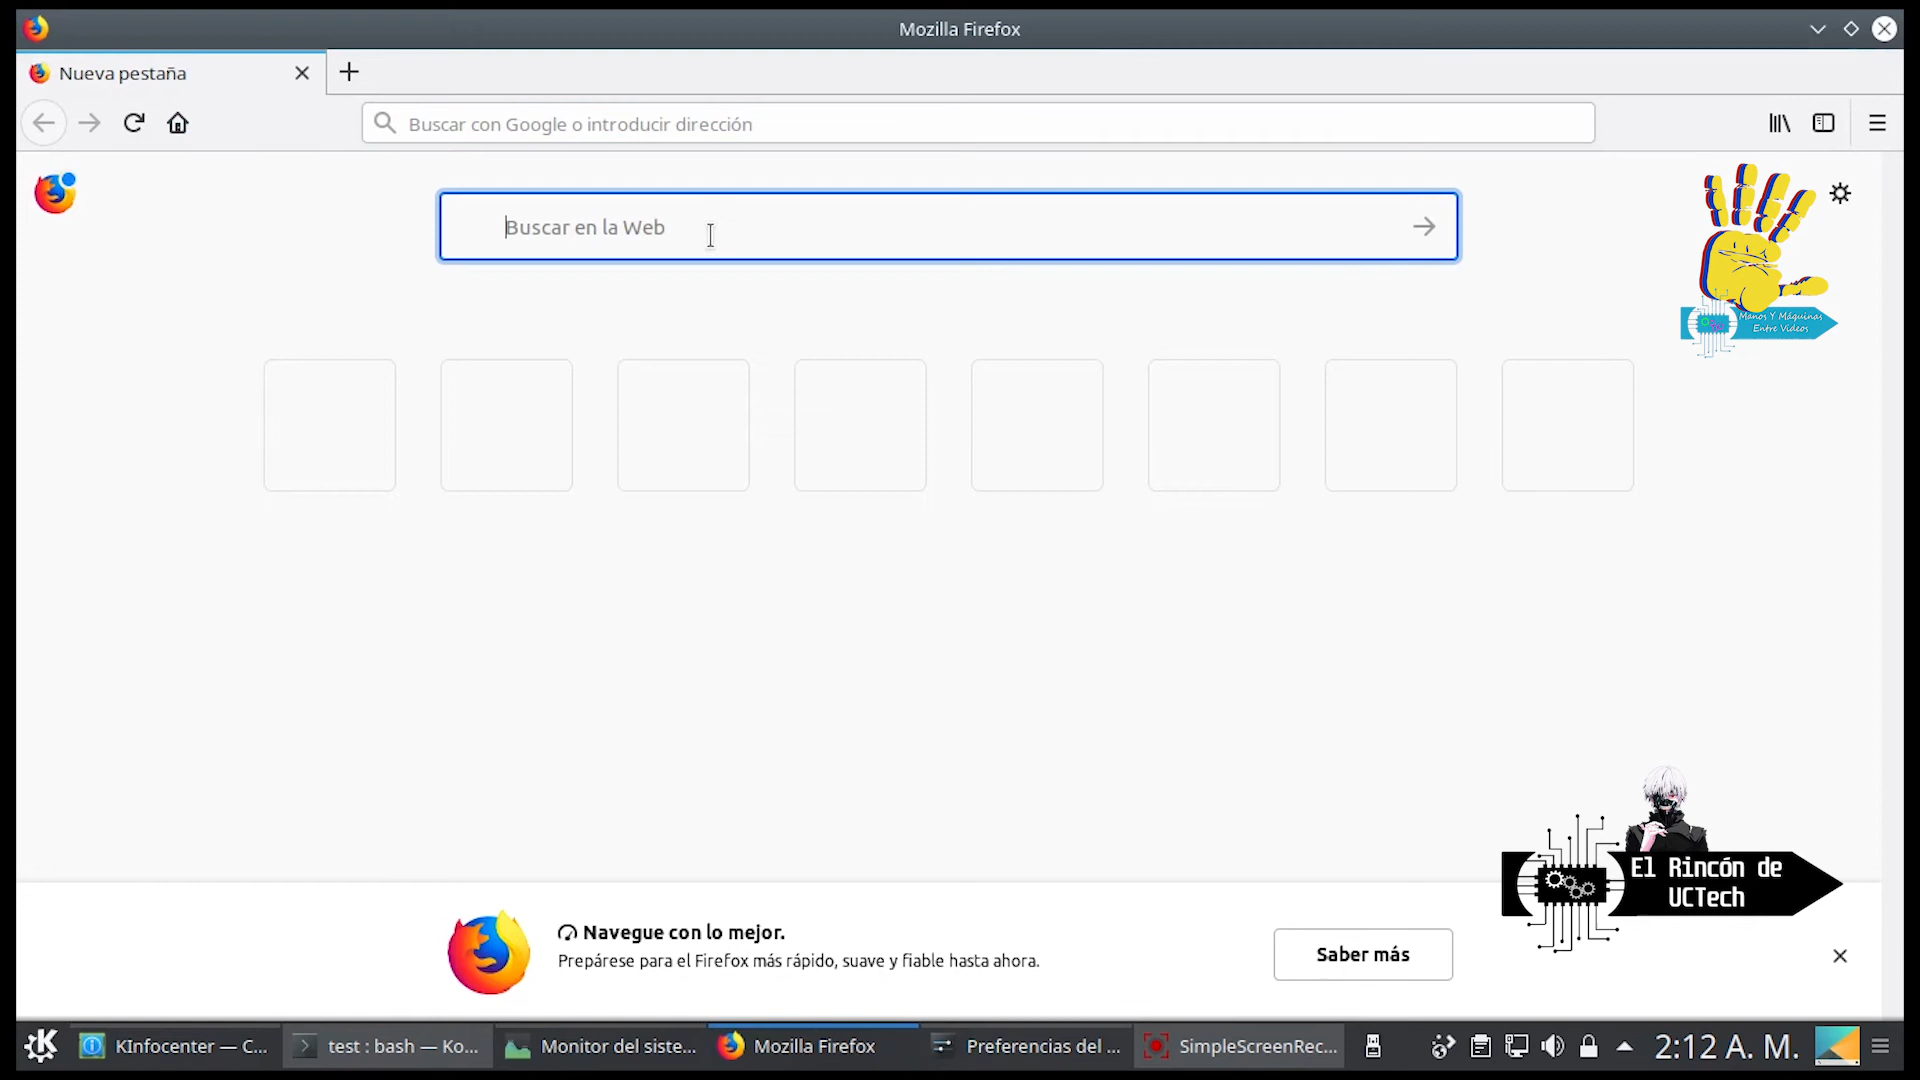 Mozilla Firefox
Nueva pestaña
Buscar con Google o introducir dirección
Buscar en la Web
Manos Y Máquinas
Entre Videos
El Rincón de
UCTech
Navegue con lo mejor.
Prepárese para el Firefox más rápido, suave y fiable hasta ahora.
Saber más
KInfocenter — C...
test : bash — Ko...
Monitor del siste...
Mozilla Firefox
Preferencias del ...
SimpleScreenRec...
2:12 A. M.